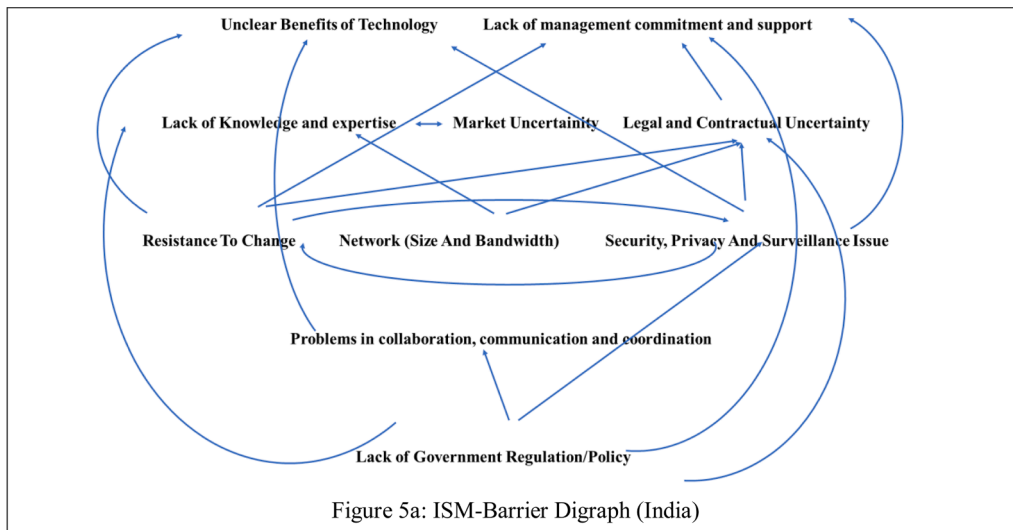 Unclear Benefits of Technology
Lack of management commitment and support
Lack of Knowledge and expertise
Market Uncertainity
Legal and Contractual Uncertainty
Resistance To Change
Network (Size And Bandwidth)
Security, Privacy And Surveillance Issue
Problems in collaboration, communication and coordination
Lack of Government Regulation/Policy
Figure 5a: ISM-Barrier Digraph (India)